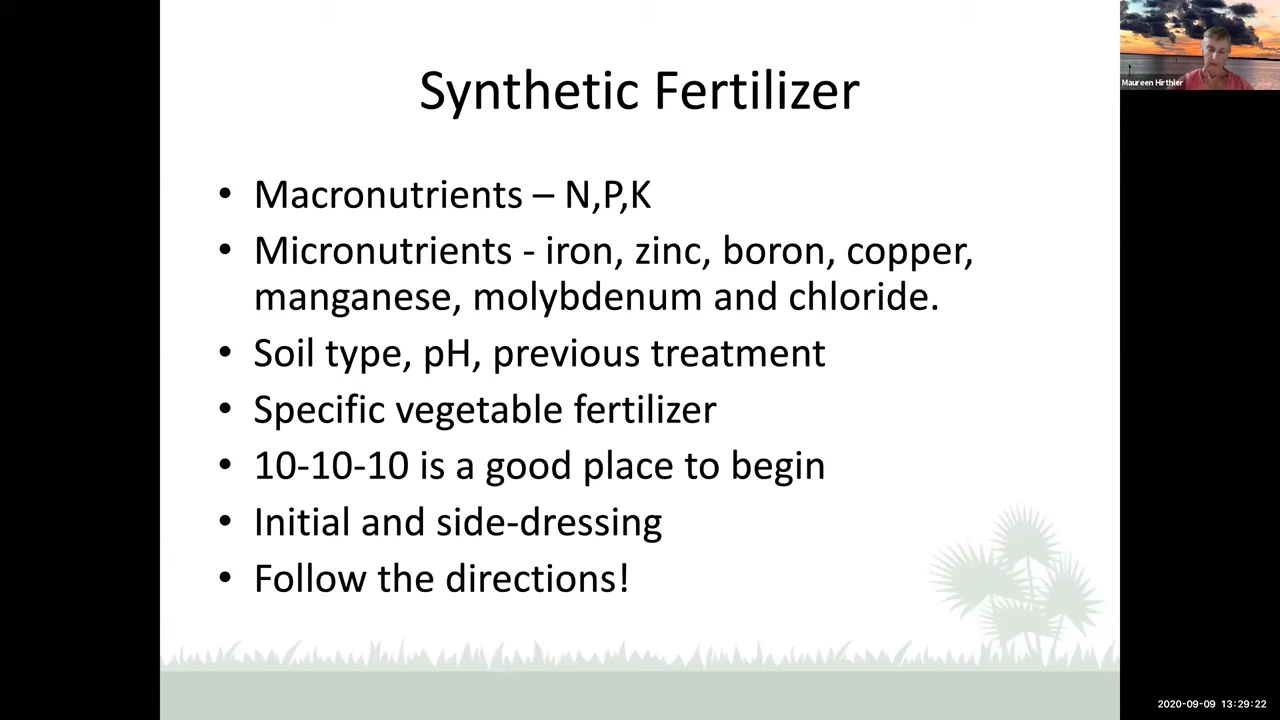 Synthetic Fertilizer
Maureen Hirthler
• Macronutrients – N,P,K
• Micronutrients - iron, zinc, boron, copper,
manganese, molybdenum and chloride.
• Soil type, pH, previous treatment
• Specific vegetable fertilizer
• 10-10-10 is a good place to begin
• Initial and side-dressing
• Follow the directions!
2020-09-09 13:29:22